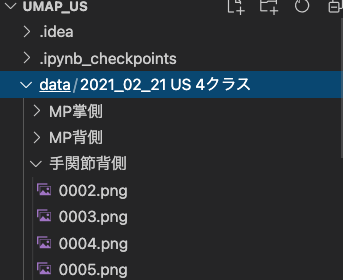 UMAP_US
.idea
.ipynb_checkpoints
data/2021_02_21 US 4クラス
MP掌側
MP背側
手関節背側
0002.png
0003.png
0004.png
0005.png